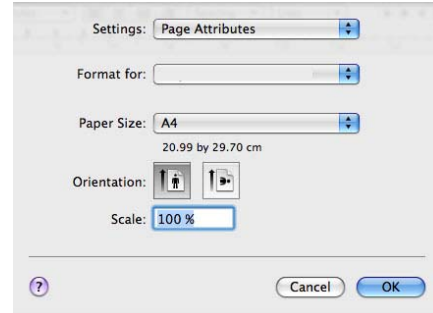 Settings: Page Attributes
Format for:
Paper Size: A4
20.99 by 29.70 cm
Orientation:
Scale: 100 %
? Cancel OK